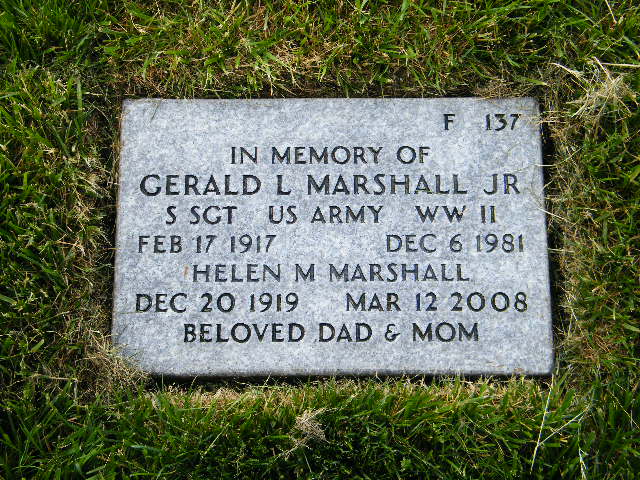 F 137
IN MEMORY OF
GERALD L MARSHALL JR
S SGT US ARMY WW II
FEB 17 1917 DEC 6 1981
HELEN M MARSHALL
DEC 20 1919 MAR 12 2008
BELOVED DAD & MOM